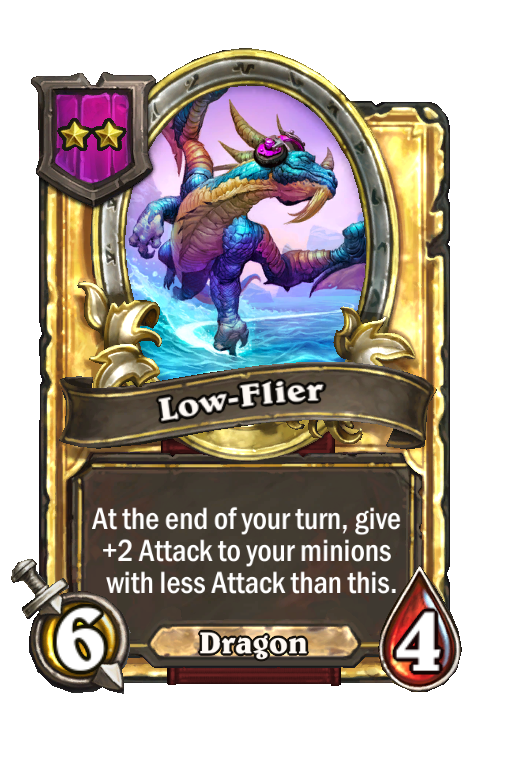 Low-Flier
At the end of your turn, give
+2 Attack to your minions
with less Attack than this.
6
Dragon
4